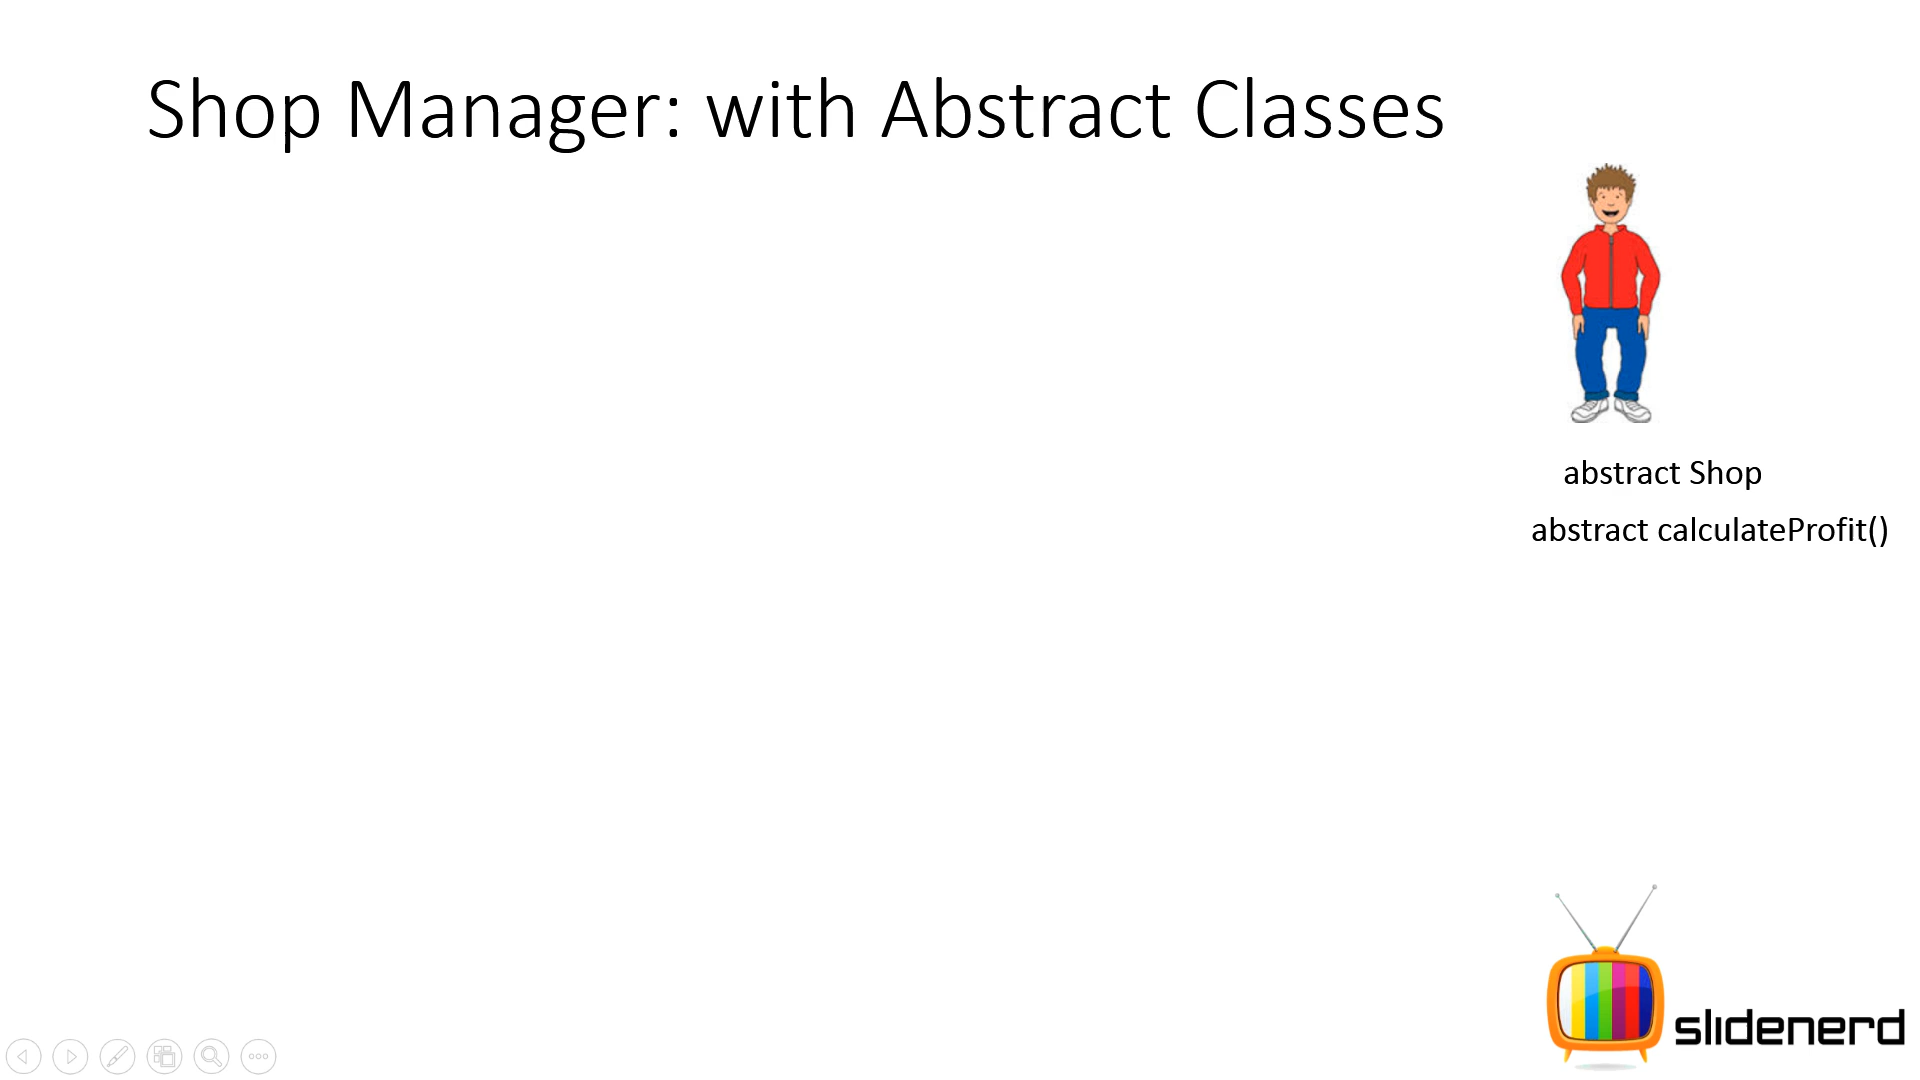 Shop Manager: with Abstract Classes
abstract Shop
abstract calculateProfit()
slidenerd